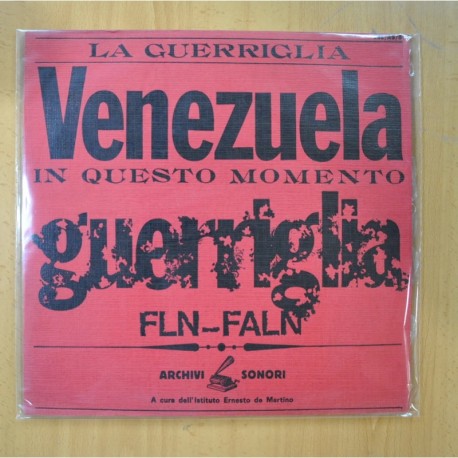 LA GUERRIGLIA
Venezuela
IN QUESTO MOMENTO
guerriglia
FLN-FALN
ARCHIVI SONORI
A cura dell'Istituto Ernesto de Martino